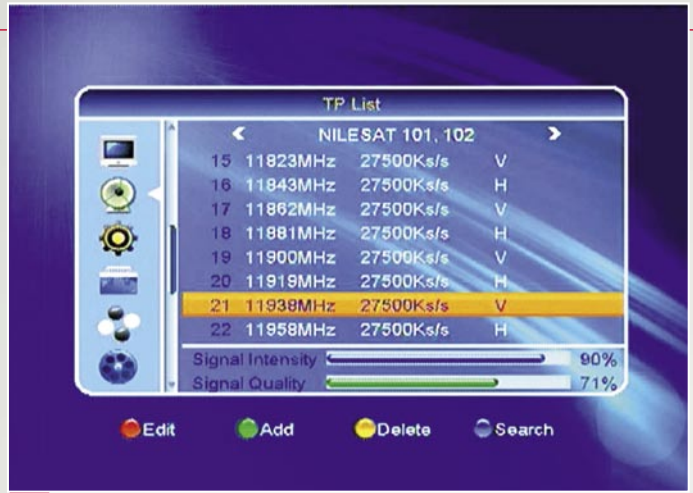 TP List
NILESAT 101, 102
15 11823MHz 27500Ks/s V
16 11843MHz 27500Ks/s H
17 11862MHz 27500Ks/s V
18 11881MHz 27500Ks/s H
19 11900MHz 27500Ks/s V
20 11919MHz 27500Ks/s H
21 11938MHz 27500Ks/s V
22 11958MHz 27500Ks/s H
Signal Intensity 90%
Signal Quality 71%
Edit Add Delete Search